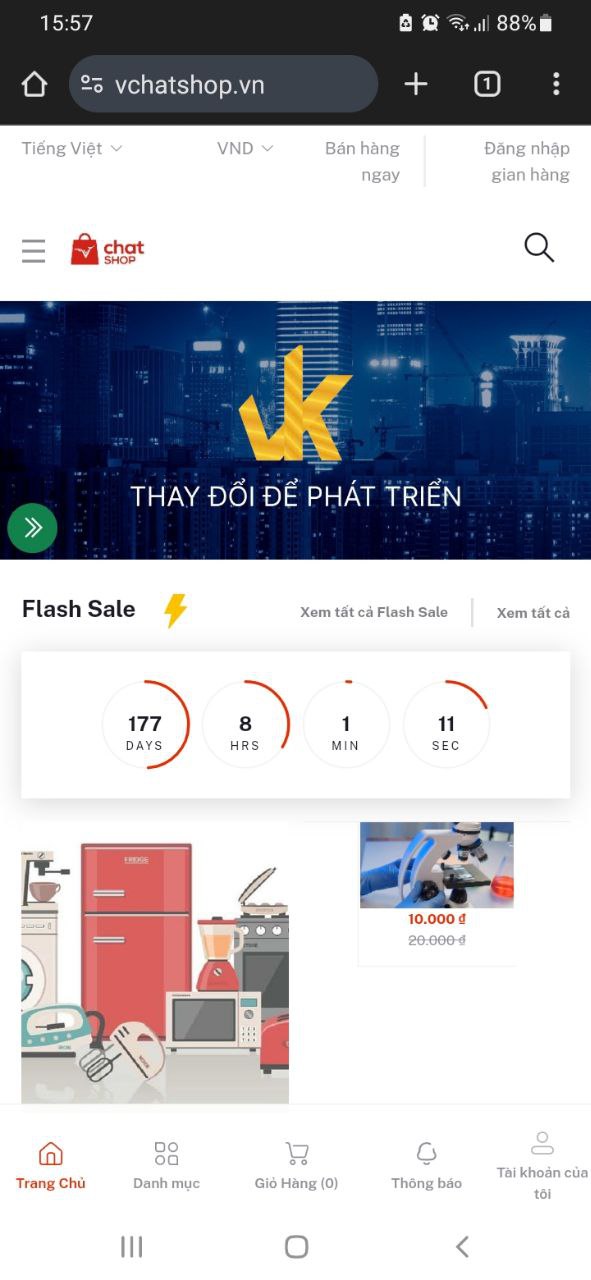 15:57
88%
vchatshop.vn
1
Tiếng Việt
VND
Bán hàng
ngay
Đăng nhập
gian hàng
chat
SHOP
VK
THAY ĐỔI ĐỂ PHÁT TRIỂN
Flash Sale
Xem tất cả Flash Sale
Xem tất cả
177
DAYS
8
HRS
1
MIN
11
SEC
FRIDGE
10.000 ₫
20.000 ₫
Trang Chủ
Danh mục
Giỏ Hàng (0)
Thông báo
Tài khoản của
tôi